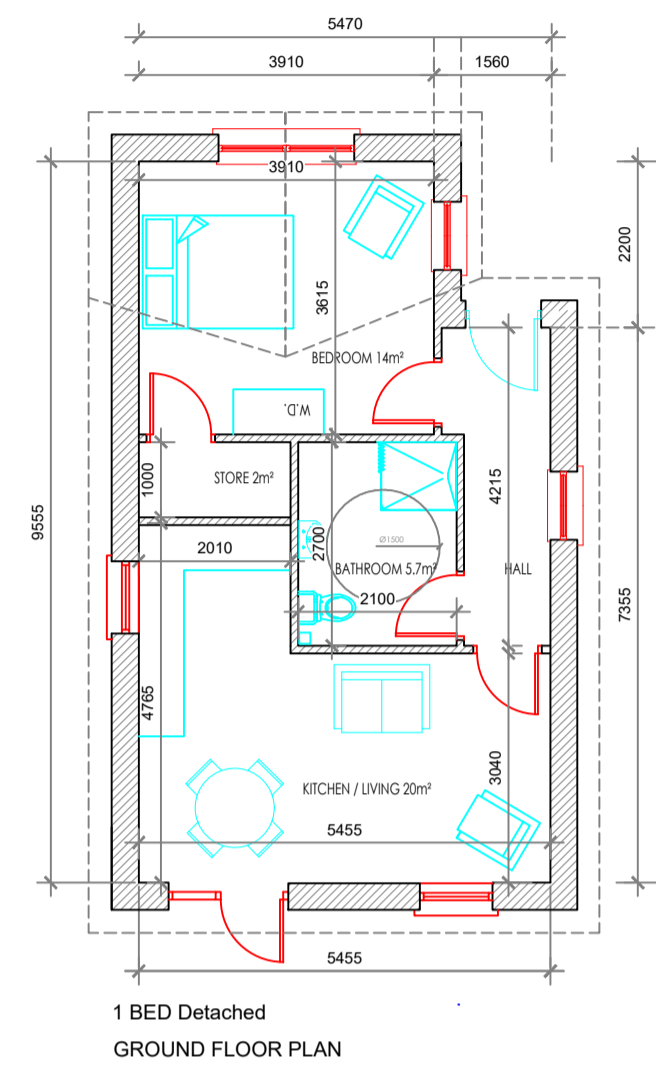 5470
3910
1560
3910
2200
3615
BEDROOM 14m²
W.D.
1000
STORE 2m²
4215
9555
2010
2700
Ø1500
BATHROOM 5.7m²
HALL
2100
7355
4765
3040
KITCHEN / LIVING 20m²
5455
5455
1 BED Detached
GROUND FLOOR PLAN